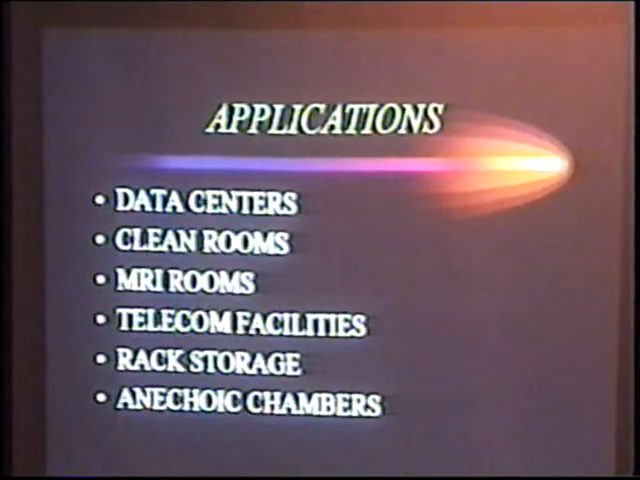 APPLICATIONS
• DATA CENTERS
• CLEAN ROOMS
• MRI ROOMS
• TELECOM FACILITIES
• RACK STORAGE
• ANECHOIC CHAMBERS